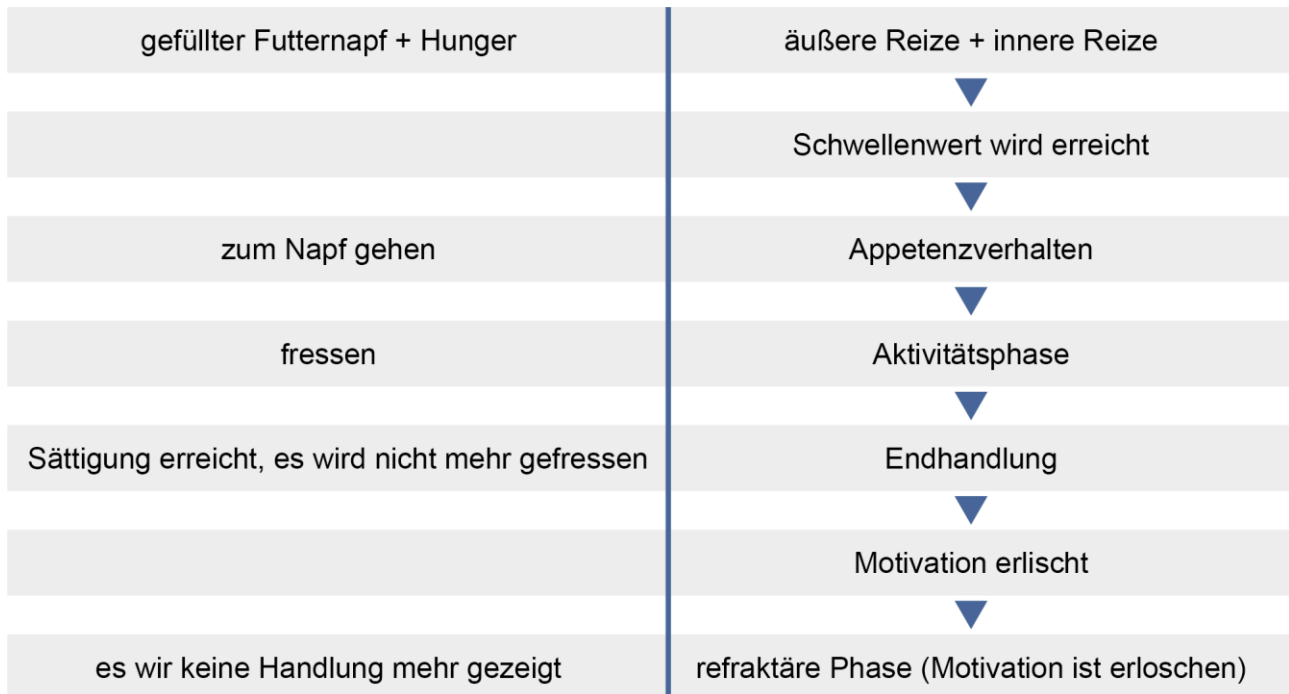 gefüllter Futternapf + Hunger
äußere Reize + innere Reize
Schwellenwert wird erreicht
zum Napf gehen
Appetenzverhalten
fressen
Aktivitätsphase
Sättigung erreicht, es wird nicht mehr gefressen
Endhandlung
Motivation erlischt
es wir keine Handlung mehr gezeigt
refraktäre Phase (Motivation ist erloschen)